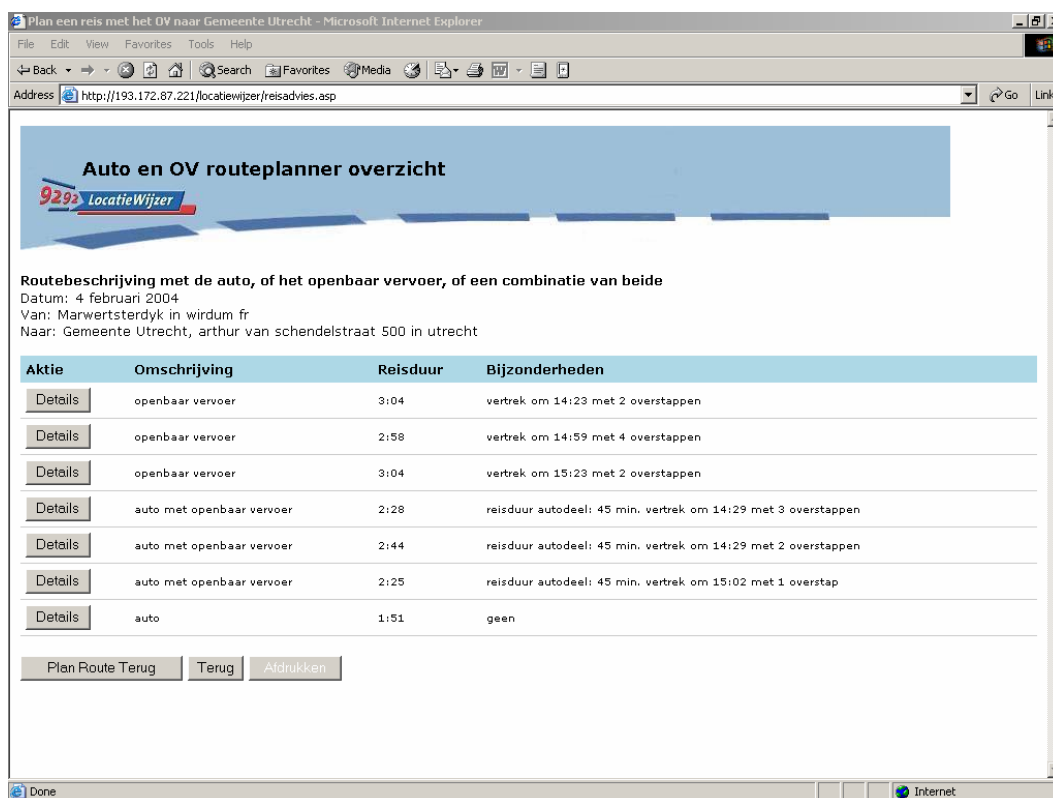 Plan een reis met het OV naar Gemeente Utrecht - Microsoft Internet Explorer
File Edit View Favorites Tools Help
Back Search Favorites Media
Address http://193.172.87.221/locatiewijzer/reisadvies.asp Go Link
Auto en OV routeplanner overzicht
9292 LocatieWijzer
Routebeschrijving met de auto, of het openbaar vervoer, of een combinatie van beide
Datum: 4 februari 2004
Van: Marwertsterdyk in wirdum fr
Naar: Gemeente Utrecht, arthur van schendelstraat 500 in utrecht
Aktie Omschrijving Reisduur Bijzonderheden
Details openbaar vervoer 3:04 vertrek om 14:23 met 2 overstappen
Details openbaar vervoer 2:58 vertrek om 14:59 met 4 overstappen
Details openbaar vervoer 3:04 vertrek om 15:23 met 2 overstappen
Details auto met openbaar vervoer 2:28 reisduur autodeel: 45 min. vertrek om 14:29 met 3 overstappen
Details auto met openbaar vervoer 2:44 reisduur autodeel: 45 min. vertrek om 14:29 met 2 overstappen
Details auto met openbaar vervoer 2:25 reisduur autodeel: 45 min. vertrek om 15:02 met 1 overstap
Details auto 1:51 geen
Plan Route Terug Terug Afdrukken
Done Internet